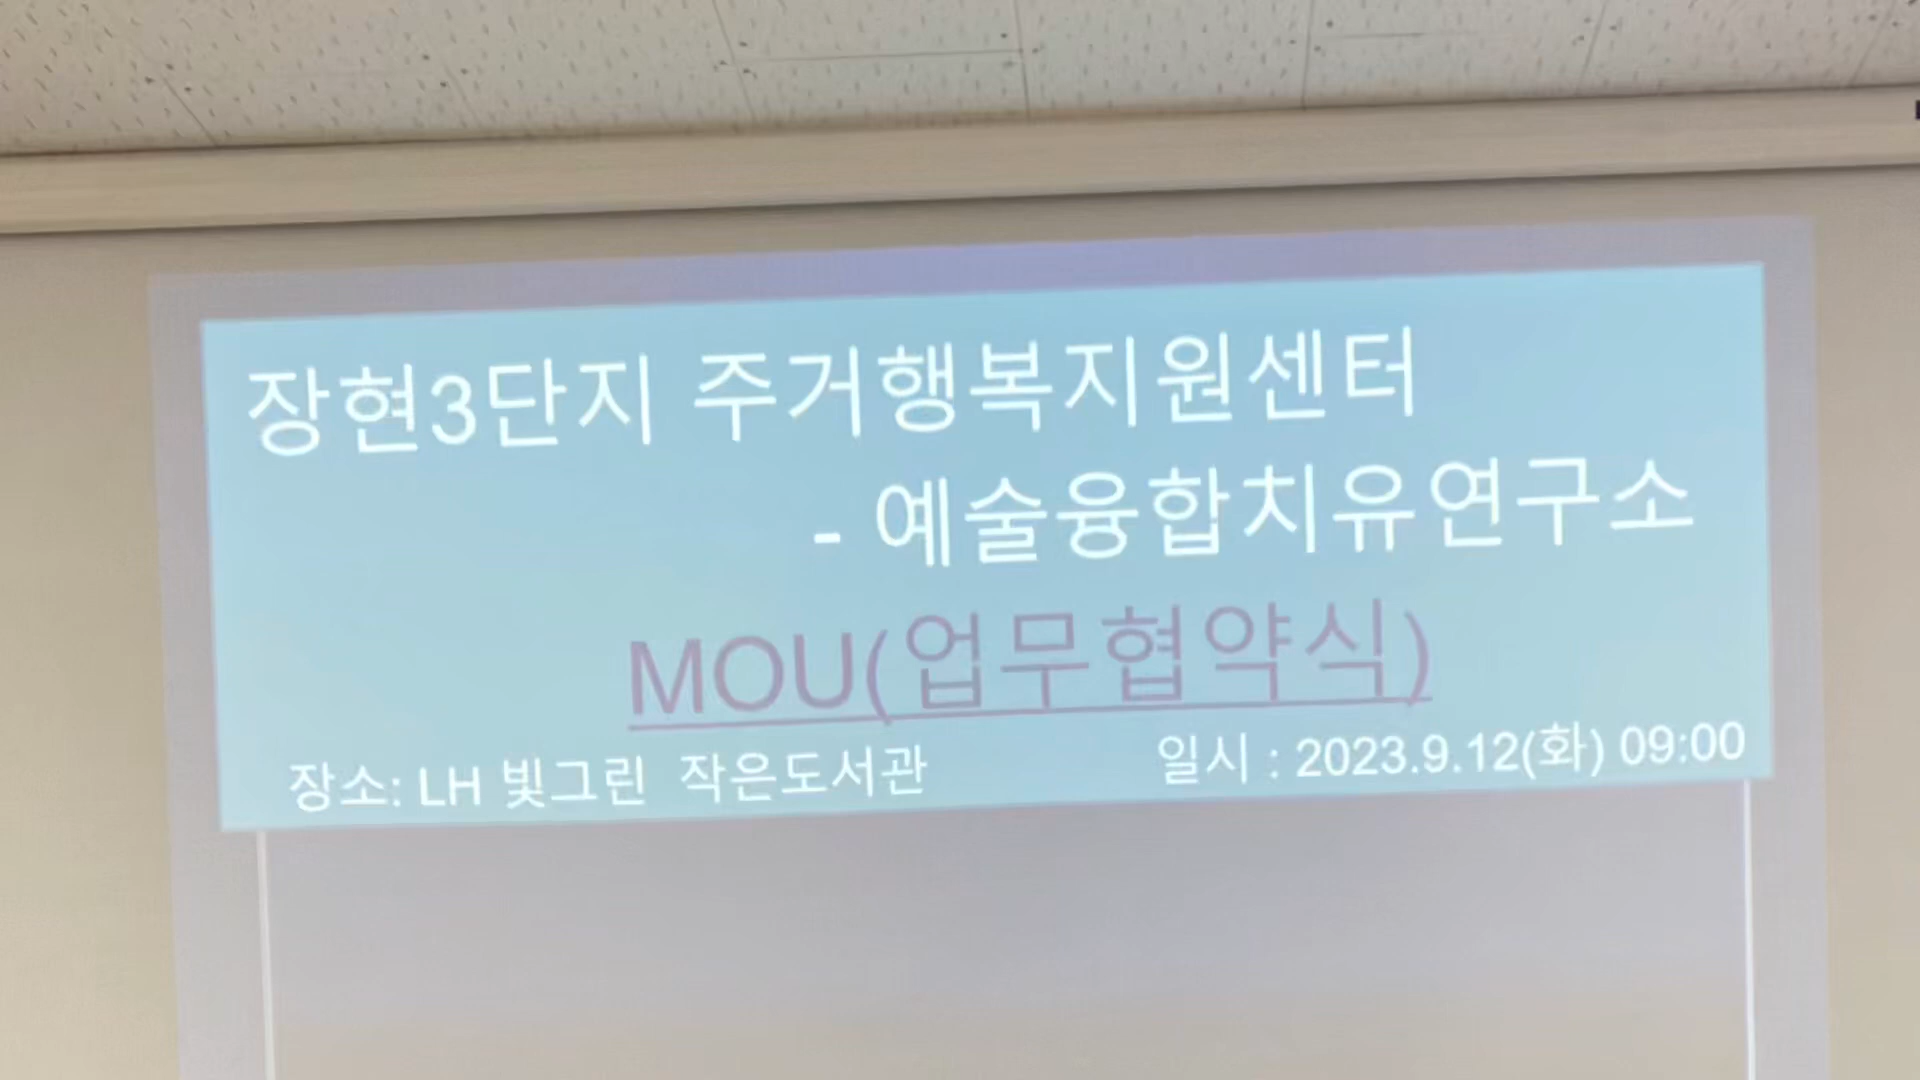 장현3단지 주거행복지원센터
- 예술융합치유연구소
MOU(업무협약식)
장소: LH 빛그린 작은도서관
일시 : 2023.9.12(화) 09:00